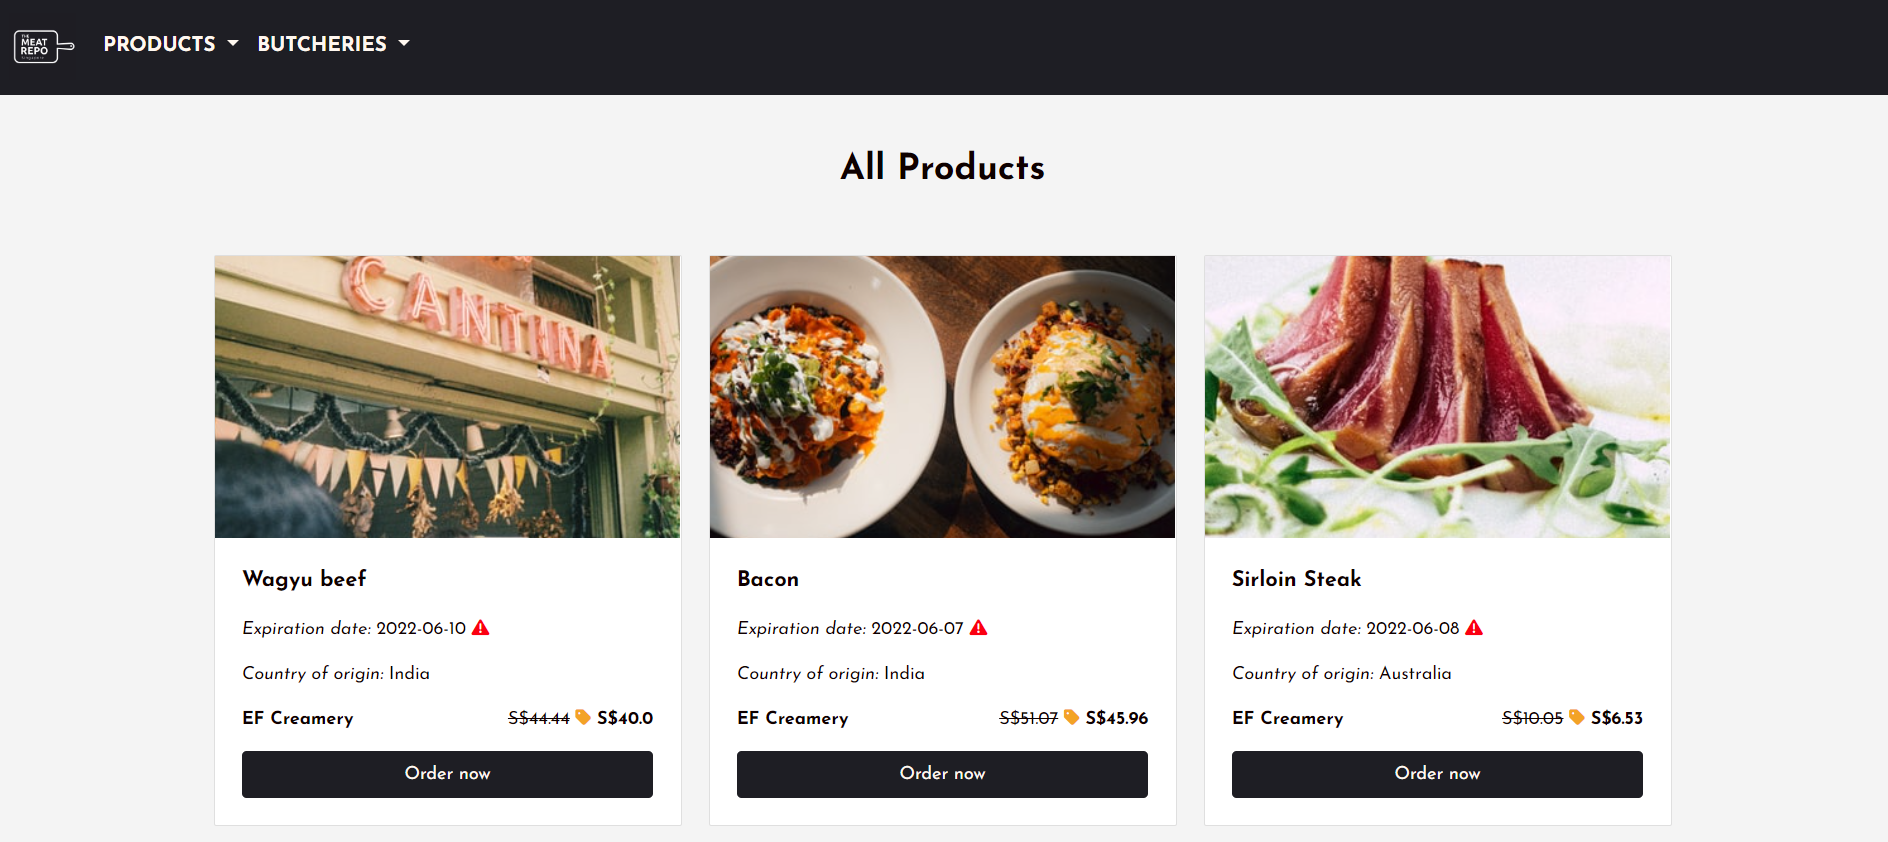 THE
MEAT
REPO
Singapore
PRODUCTS BUTCHERIES
All Products
CANTINA
Wagyu beef
Expiration date: 2022-06-10
Country of origin: India
EF Creamery S$44.44 S$40.0
Order now
Bacon
Expiration date: 2022-06-07
Country of origin: India
EF Creamery S$51.07 S$45.96
Order now
Sirloin Steak
Expiration date: 2022-06-08
Country of origin: Australia
EF Creamery S$10.05 S$6.53
Order now